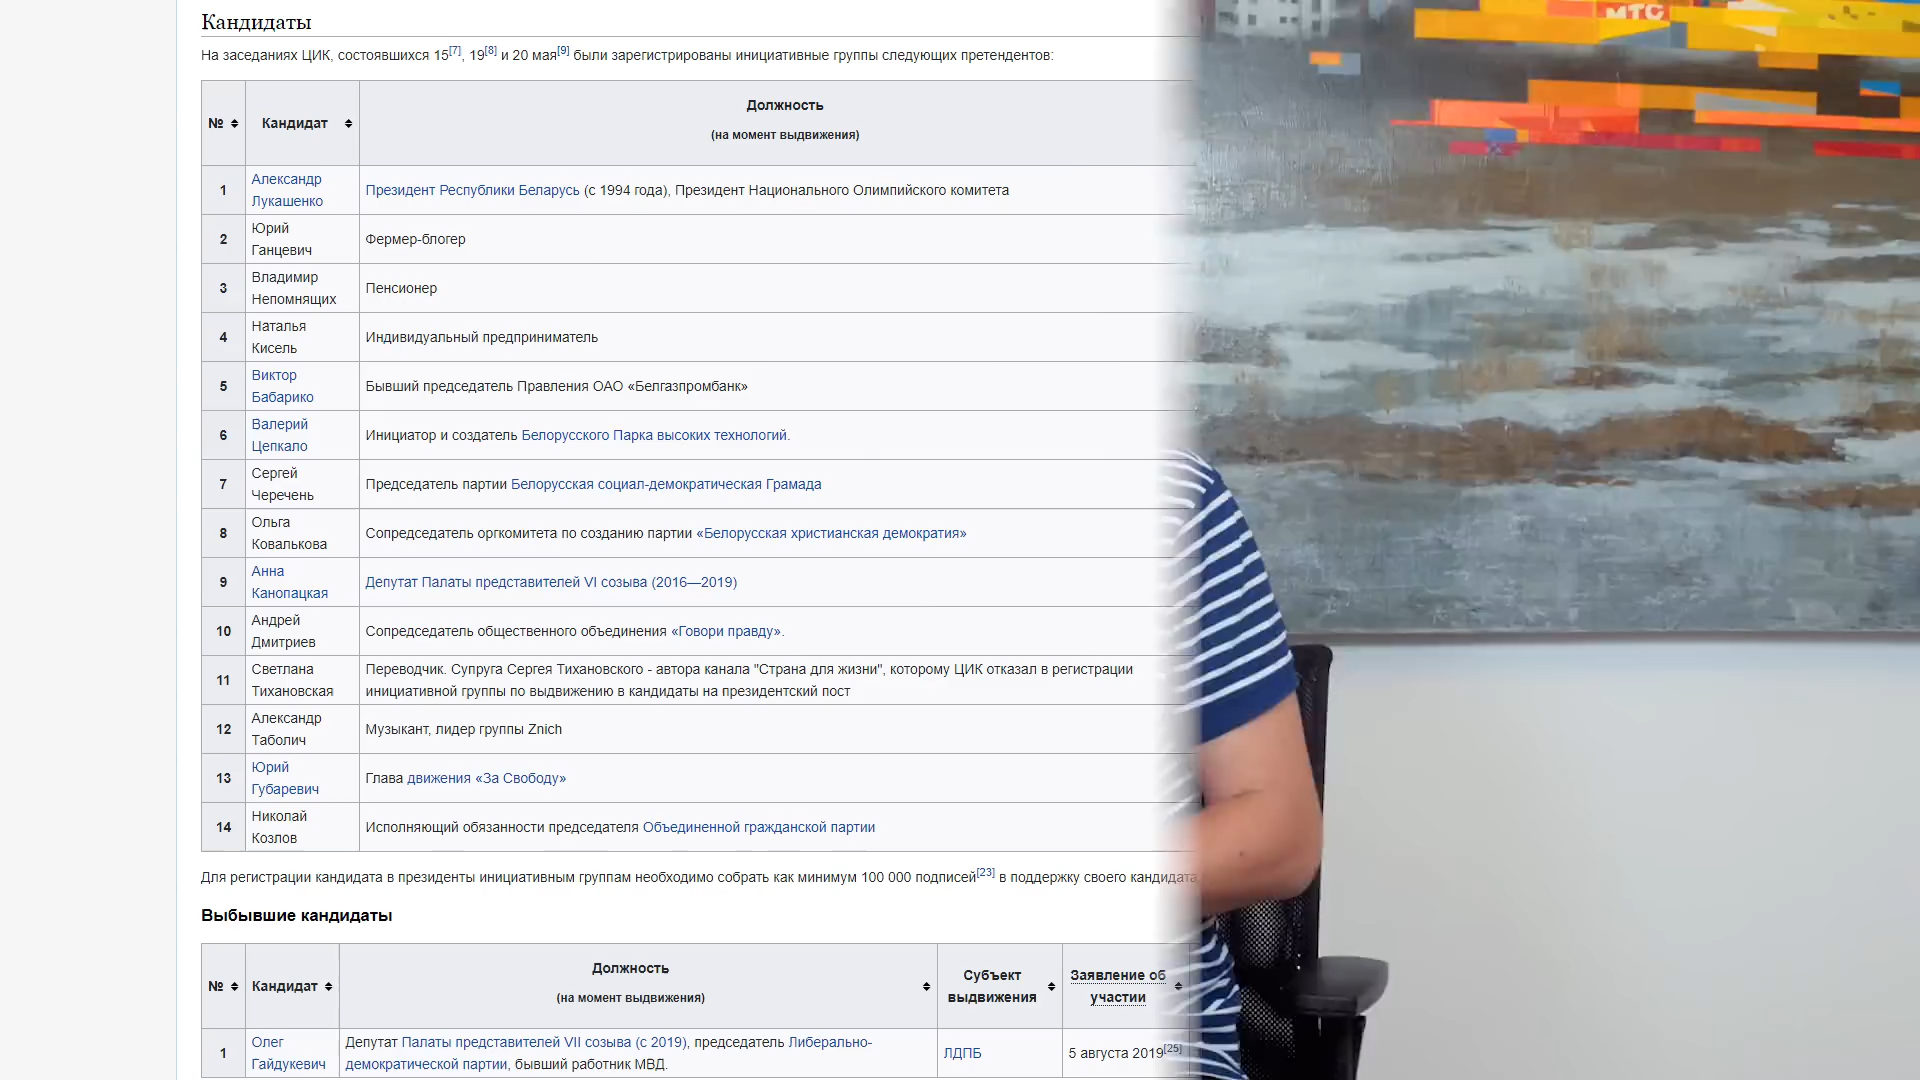 Кандидаты
На заседаниях ЦИК, состоявшихся 15[7], 19[8] и 20 мая[9] были зарегистрированы инициативные группы следующих претендентов:
№ Кандидат Должность
(на момент выдвижения)
1 Александр Лукашенко Президент Республики Беларусь (с 1994 года), Президент Национального Олимпийского комитета
2 Юрий Ганцевич Фермер-блогер
3 Владимир Непомнящих Пенсионер
4 Наталья Кисель Индивидуальный предприниматель
5 Виктор Бабарико Бывший председатель Правления ОАО «Белгазпромбанк»
6 Валерий Цепкало Инициатор и создатель Белорусского Парка высоких технологий.
7 Сергей Черечень Председатель партии Белорусская социал-демократическая Грамада
8 Ольга Ковалькова Сопредседатель оргкомитета по созданию партии «Белорусская христианская демократия»
9 Анна Канопацкая Депутат Палаты представителей VI созыва (2016—2019)
10 Андрей Дмитриев Сопредседатель общественного объединения «Говори правду».
11 Светлана Тихановская Переводчик. Супруга Сергея Тихановского - автора канала "Страна для жизни", которому ЦИК отказал в регистрации
инициативной группы по выдвижению в кандидаты на президентский пост
12 Александр Таболич Музыкант, лидер группы Znich
13 Юрий Губаревич Глава движения «За Свободу»
14 Николай Козлов Исполняющий обязанности председателя Объединенной гражданской партии
Для регистрации кандидата в президенты инициативным группам необходимо собрать как минимум 100 000 подписей[23] в поддержку своего кандидата.
Выбывшие кандидаты
№ Кандидат Должность
(на момент выдвижения)
Субъект выдвижения
Заявление об участии
1 Олег Гайдукевич Депутат Палаты представителей VII созыва (с 2019), председатель Либерально-
демократической партии, бывший работник МВД.
ЛДПБ
5 августа 2019[25]
МТС